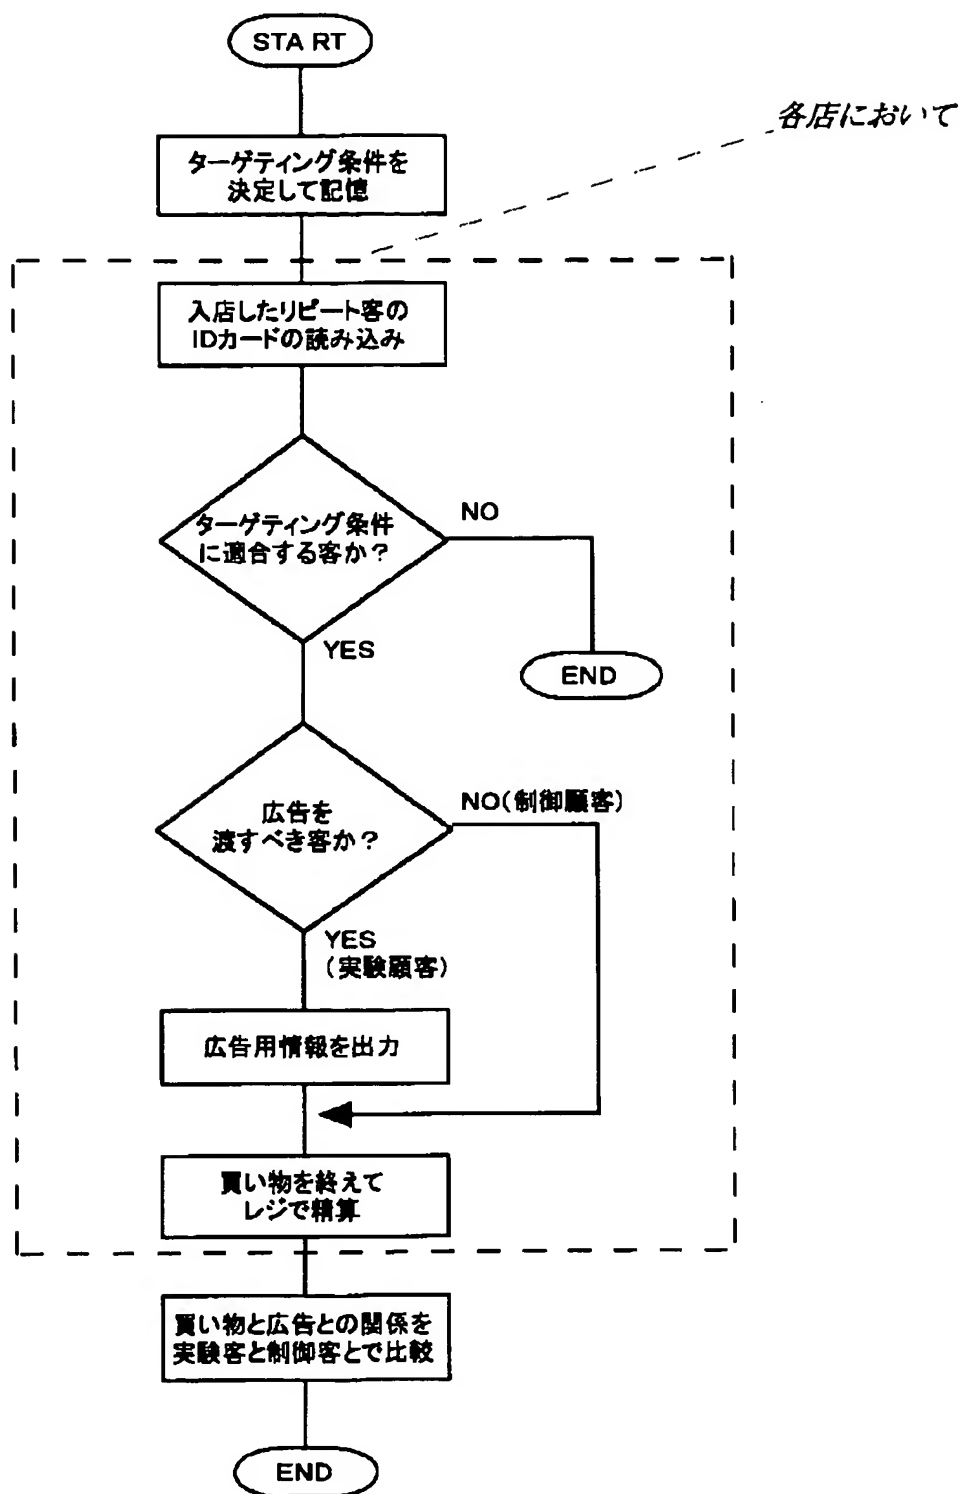 STA RT
各店において
ターゲティング条件を
決定して記憶
入店したリピート客の
IDカードの読み込み
ターゲティング条件
に適合する客か？
NO
YES
END
広告を
渡すべき客か？
NO(制御顧客)
YES
(実験顧客)
広告用情報を出力
買い物を終えて
レジで精算
買い物と広告との関係を
実験客と制御客とで比較
END